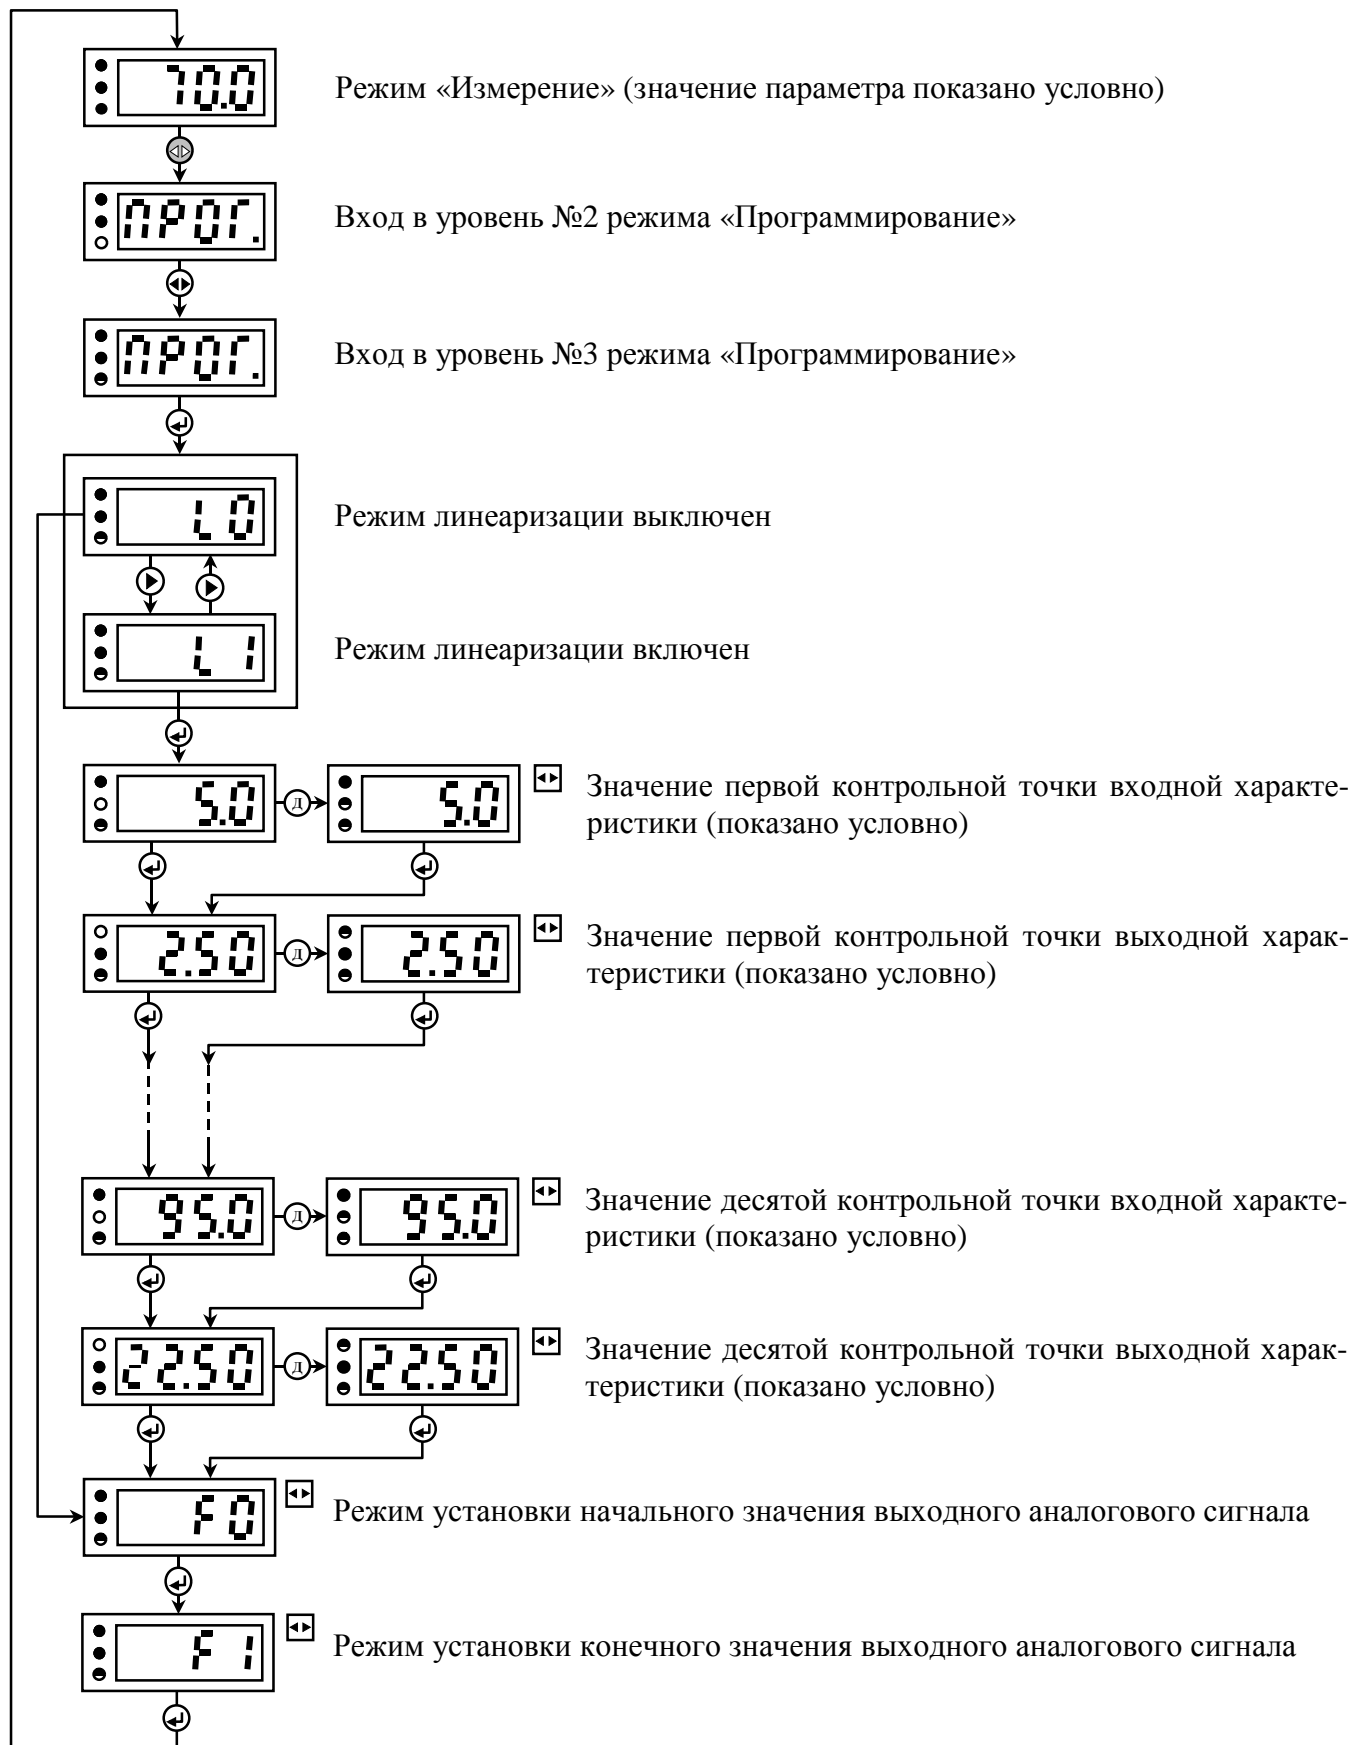 70.0
Режим «Измерение» (значение параметра показано условно)
ПРОГ.
Вход в уровень №2 режима «Программирование»
ПРОГ.
Вход в уровень №3 режима «Программирование»
L0
Режим линеаризации выключен
L1
Режим линеаризации включен
5.0 Д 5.0
Значение первой контрольной точки входной характе-
ристики (показано условно)
2.50 Д 2.50
Значение первой контрольной точки выходной харак-
теристики (показано условно)
95.0 Д 95.0
Значение десятой контрольной точки входной характе-
ристики (показано условно)
22.50 Д 22.50
Значение десятой контрольной точки выходной харак-
теристики (показано условно)
F0
Режим установки начального значения выходного аналогового сигнала
F1
Режим установки конечного значения выходного аналогового сигнала